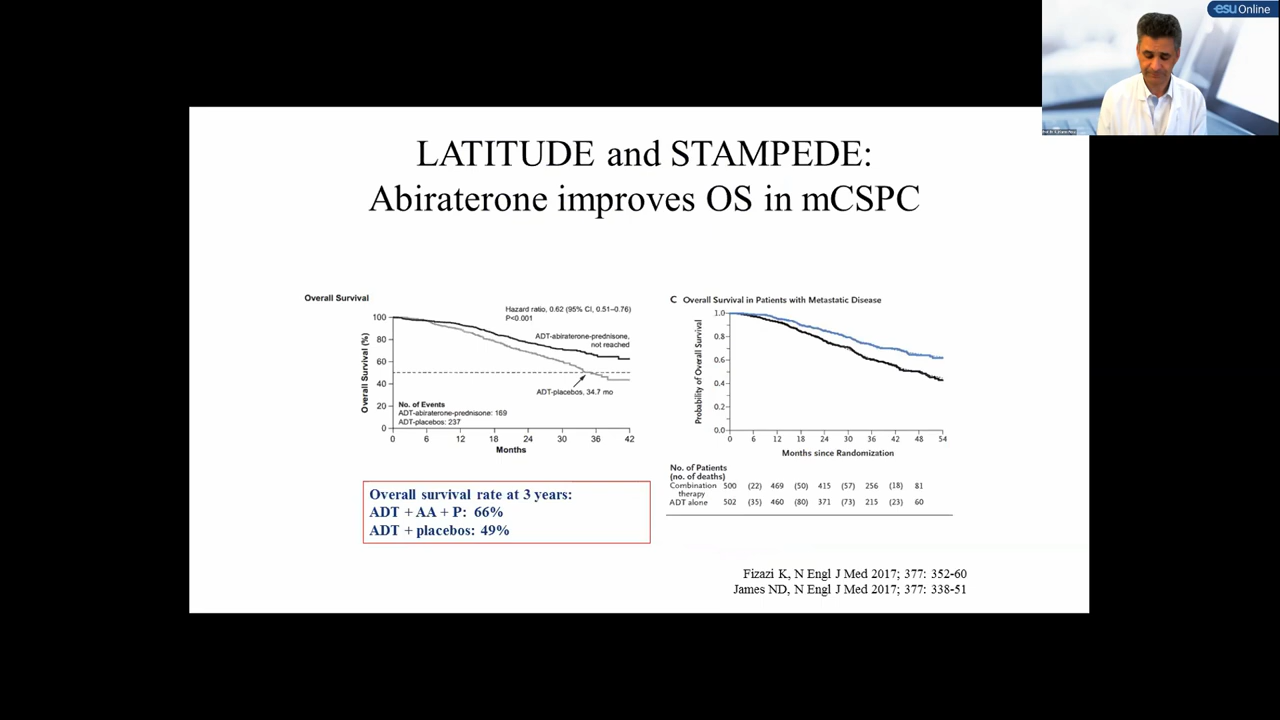 esu Online
LATITUDE and STAMPEDE:
Abiraterone improves OS in mCSPC
Overall Survival
Hazard ratio, 0.62 (95% CI, 0.51–0.76)
P<0.001
ADT-abiraterone-prednisone,
not reached
ADT-placebos, 34.7 mo
No. of Events
ADT-abiraterone-prednisone: 169
ADT-placebos: 237
Overall Survival (%)
100
80
60
40
20
0
0 6 12 18 24 30 36 42
Months
C Overall Survival in Patients with Metastatic Disease
Probability of Overall Survival
1.0
0.8
0.6
0.4
0.2
0.0
0 6 12 18 24 30 36 42 48 54
Months since Randomization
No. of Patients
(no. of deaths)
Combination 500 (22) 469 (50) 415 (57) 256 (18) 81
therapy
ADT alone 502 (35) 460 (80) 371 (73) 215 (23) 60
Overall survival rate at 3 years:
ADT + AA + P: 66%
ADT + placebos: 49%
Fizazi K, N Engl J Med 2017; 377: 352-60
James ND, N Engl J Med 2017; 377: 338-51